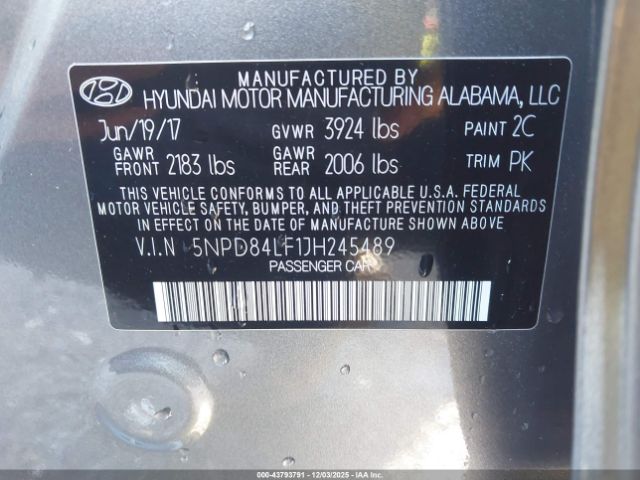 MANUFACTURED BY
HYUNDAI MOTOR MANUFACTURING ALABAMA, LLC
Jun/19/17 GVWR 3924 lbs PAINT 2C
GAWR FRONT 2183 lbs GAWR REAR 2006 lbs TRIM PK
THIS VEHICLE CONFORMS TO ALL APPLICABLE U.S.A. FEDERAL
MOTOR VEHICLE SAFETY, BUMPER, AND THEFT PREVENTION STANDARDS
IN EFFECT ON THE DATE OF MANUFACTURE SHOWN ABOVE
V.I.N 5NPD84LF1JH245489
PASSENGER CAR
000-43793791 - 12/03/2025 - IAAI.COM